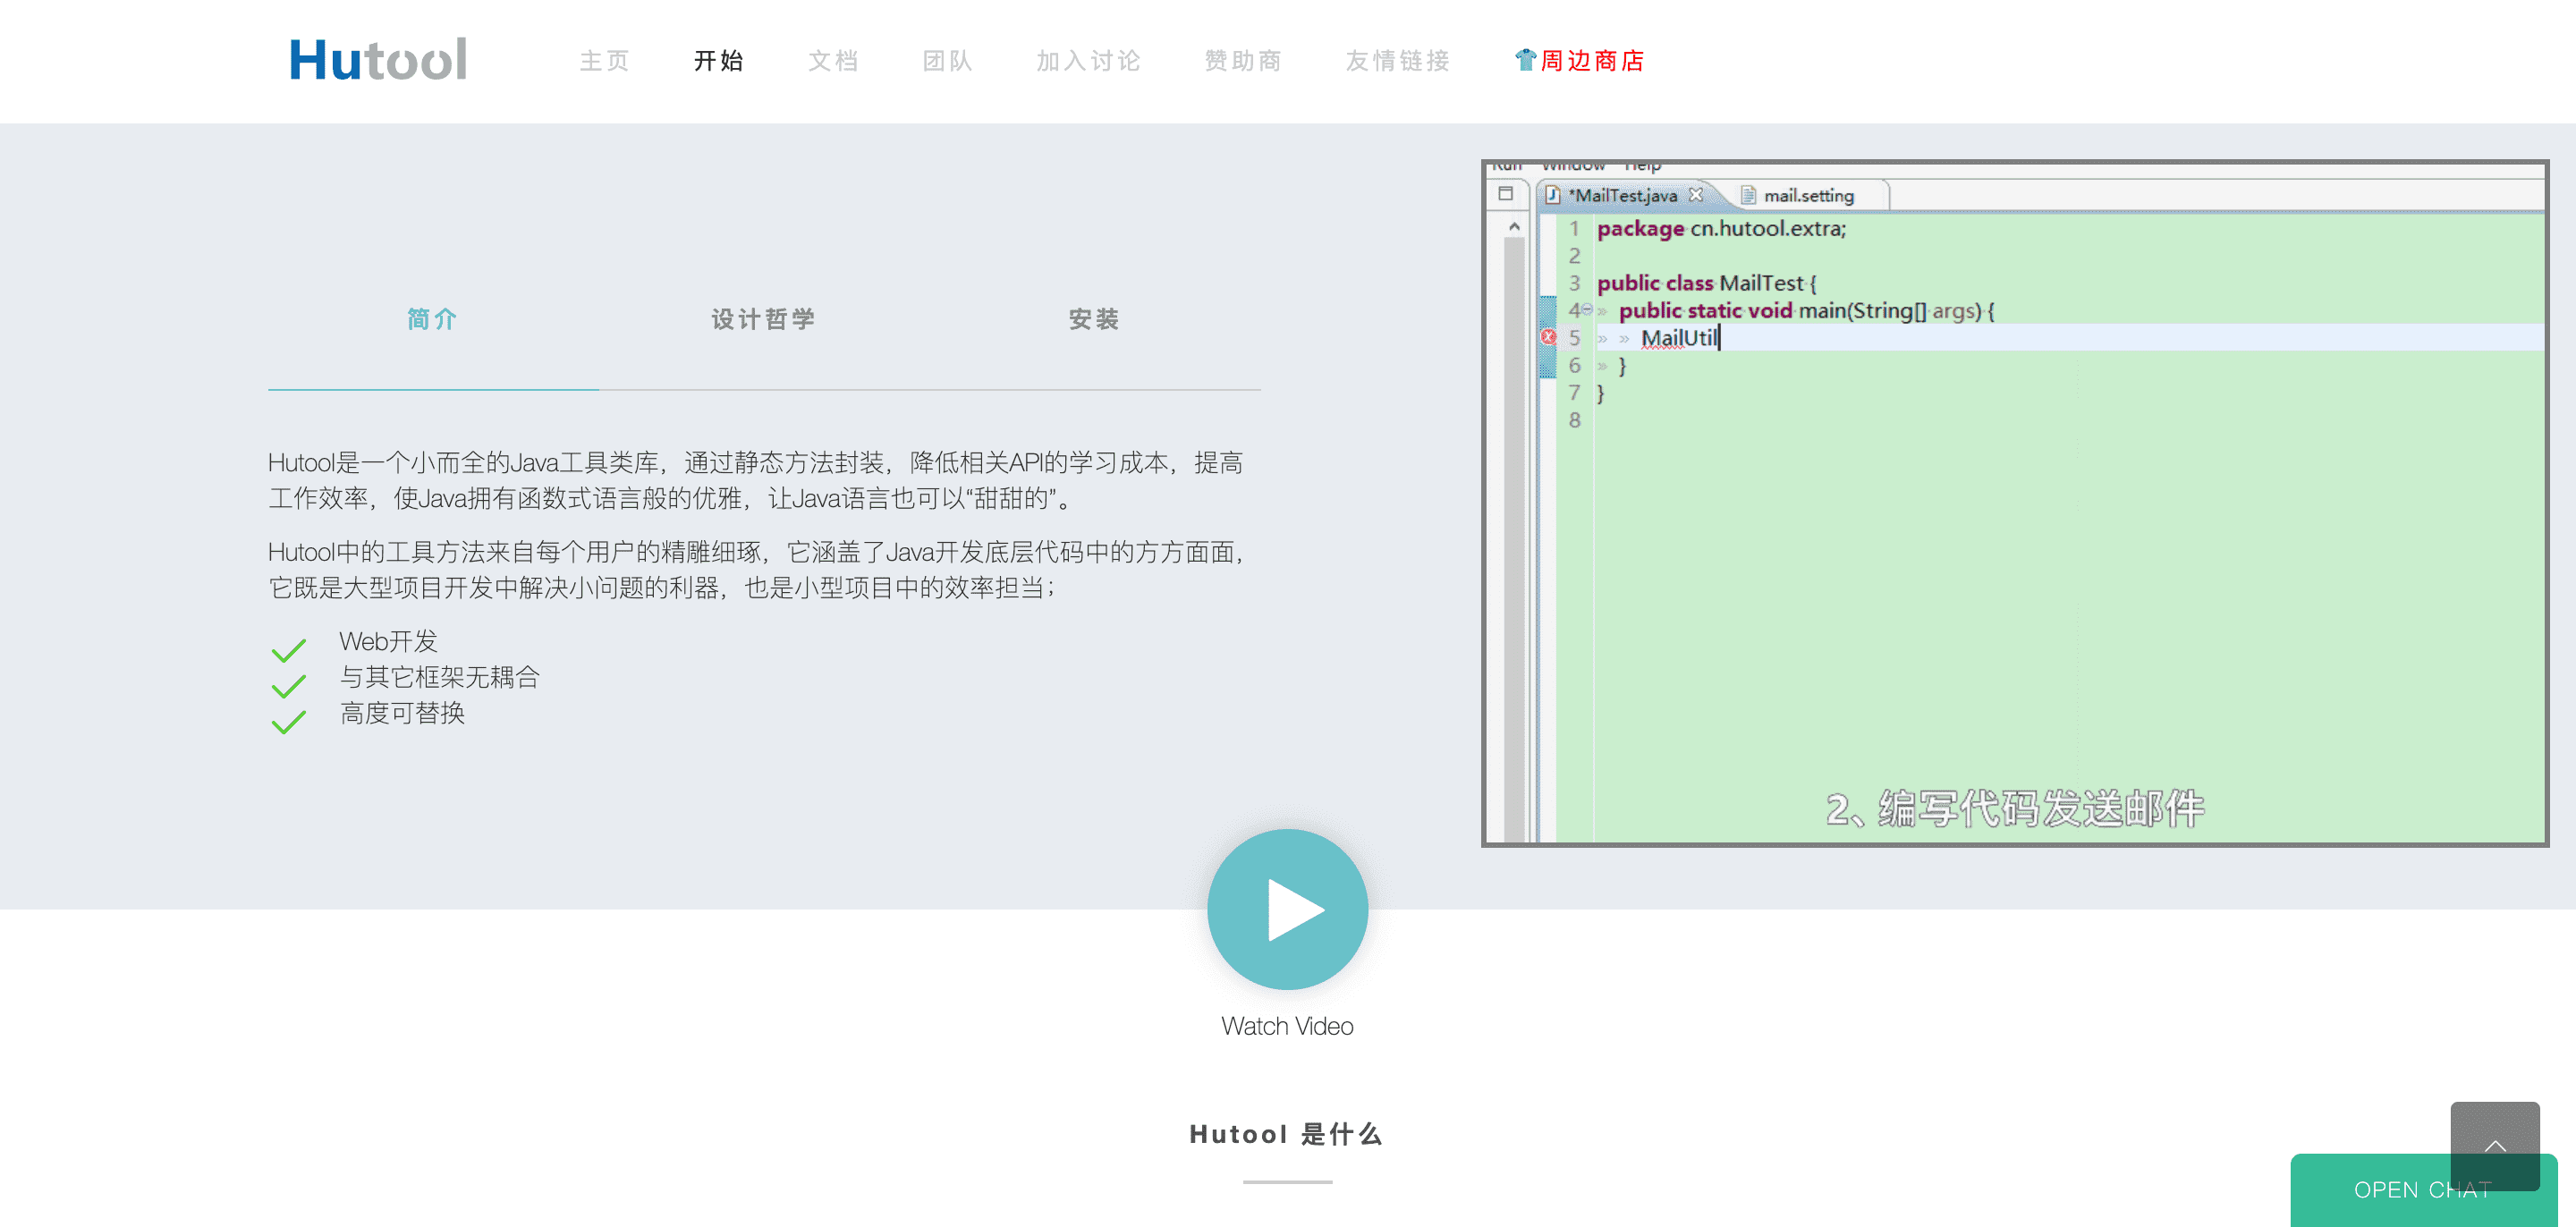 Hutool
主页 开始 文档 团队 加入讨论 赞助商 友情链接 周边商店
简介 设计哲学 安装
Hutool是一个小而全的Java工具类库，通过静态方法封装，降低相关API的学习成本，提高
工作效率，使Java拥有函数式语言般的优雅，让Java语言也可以“甜甜的”。
Hutool中的工具方法来自每个用户的精雕细琢，它涵盖了Java开发底层代码中的方方面面，
它既是大型项目开发中解决小问题的利器，也是小型项目中的效率担当；
Web开发
与其它框架无耦合
高度可替换
Run Window Help
*MailTest.java mail.setting
1 package cn.hutool.extra;
2
3 public class MailTest {
4 public static void main(String[] args) {
5 MailUtil
6 }
7 }
8
2、编写代码发送邮件
Watch Video
Hutool 是什么
OPEN CHAT